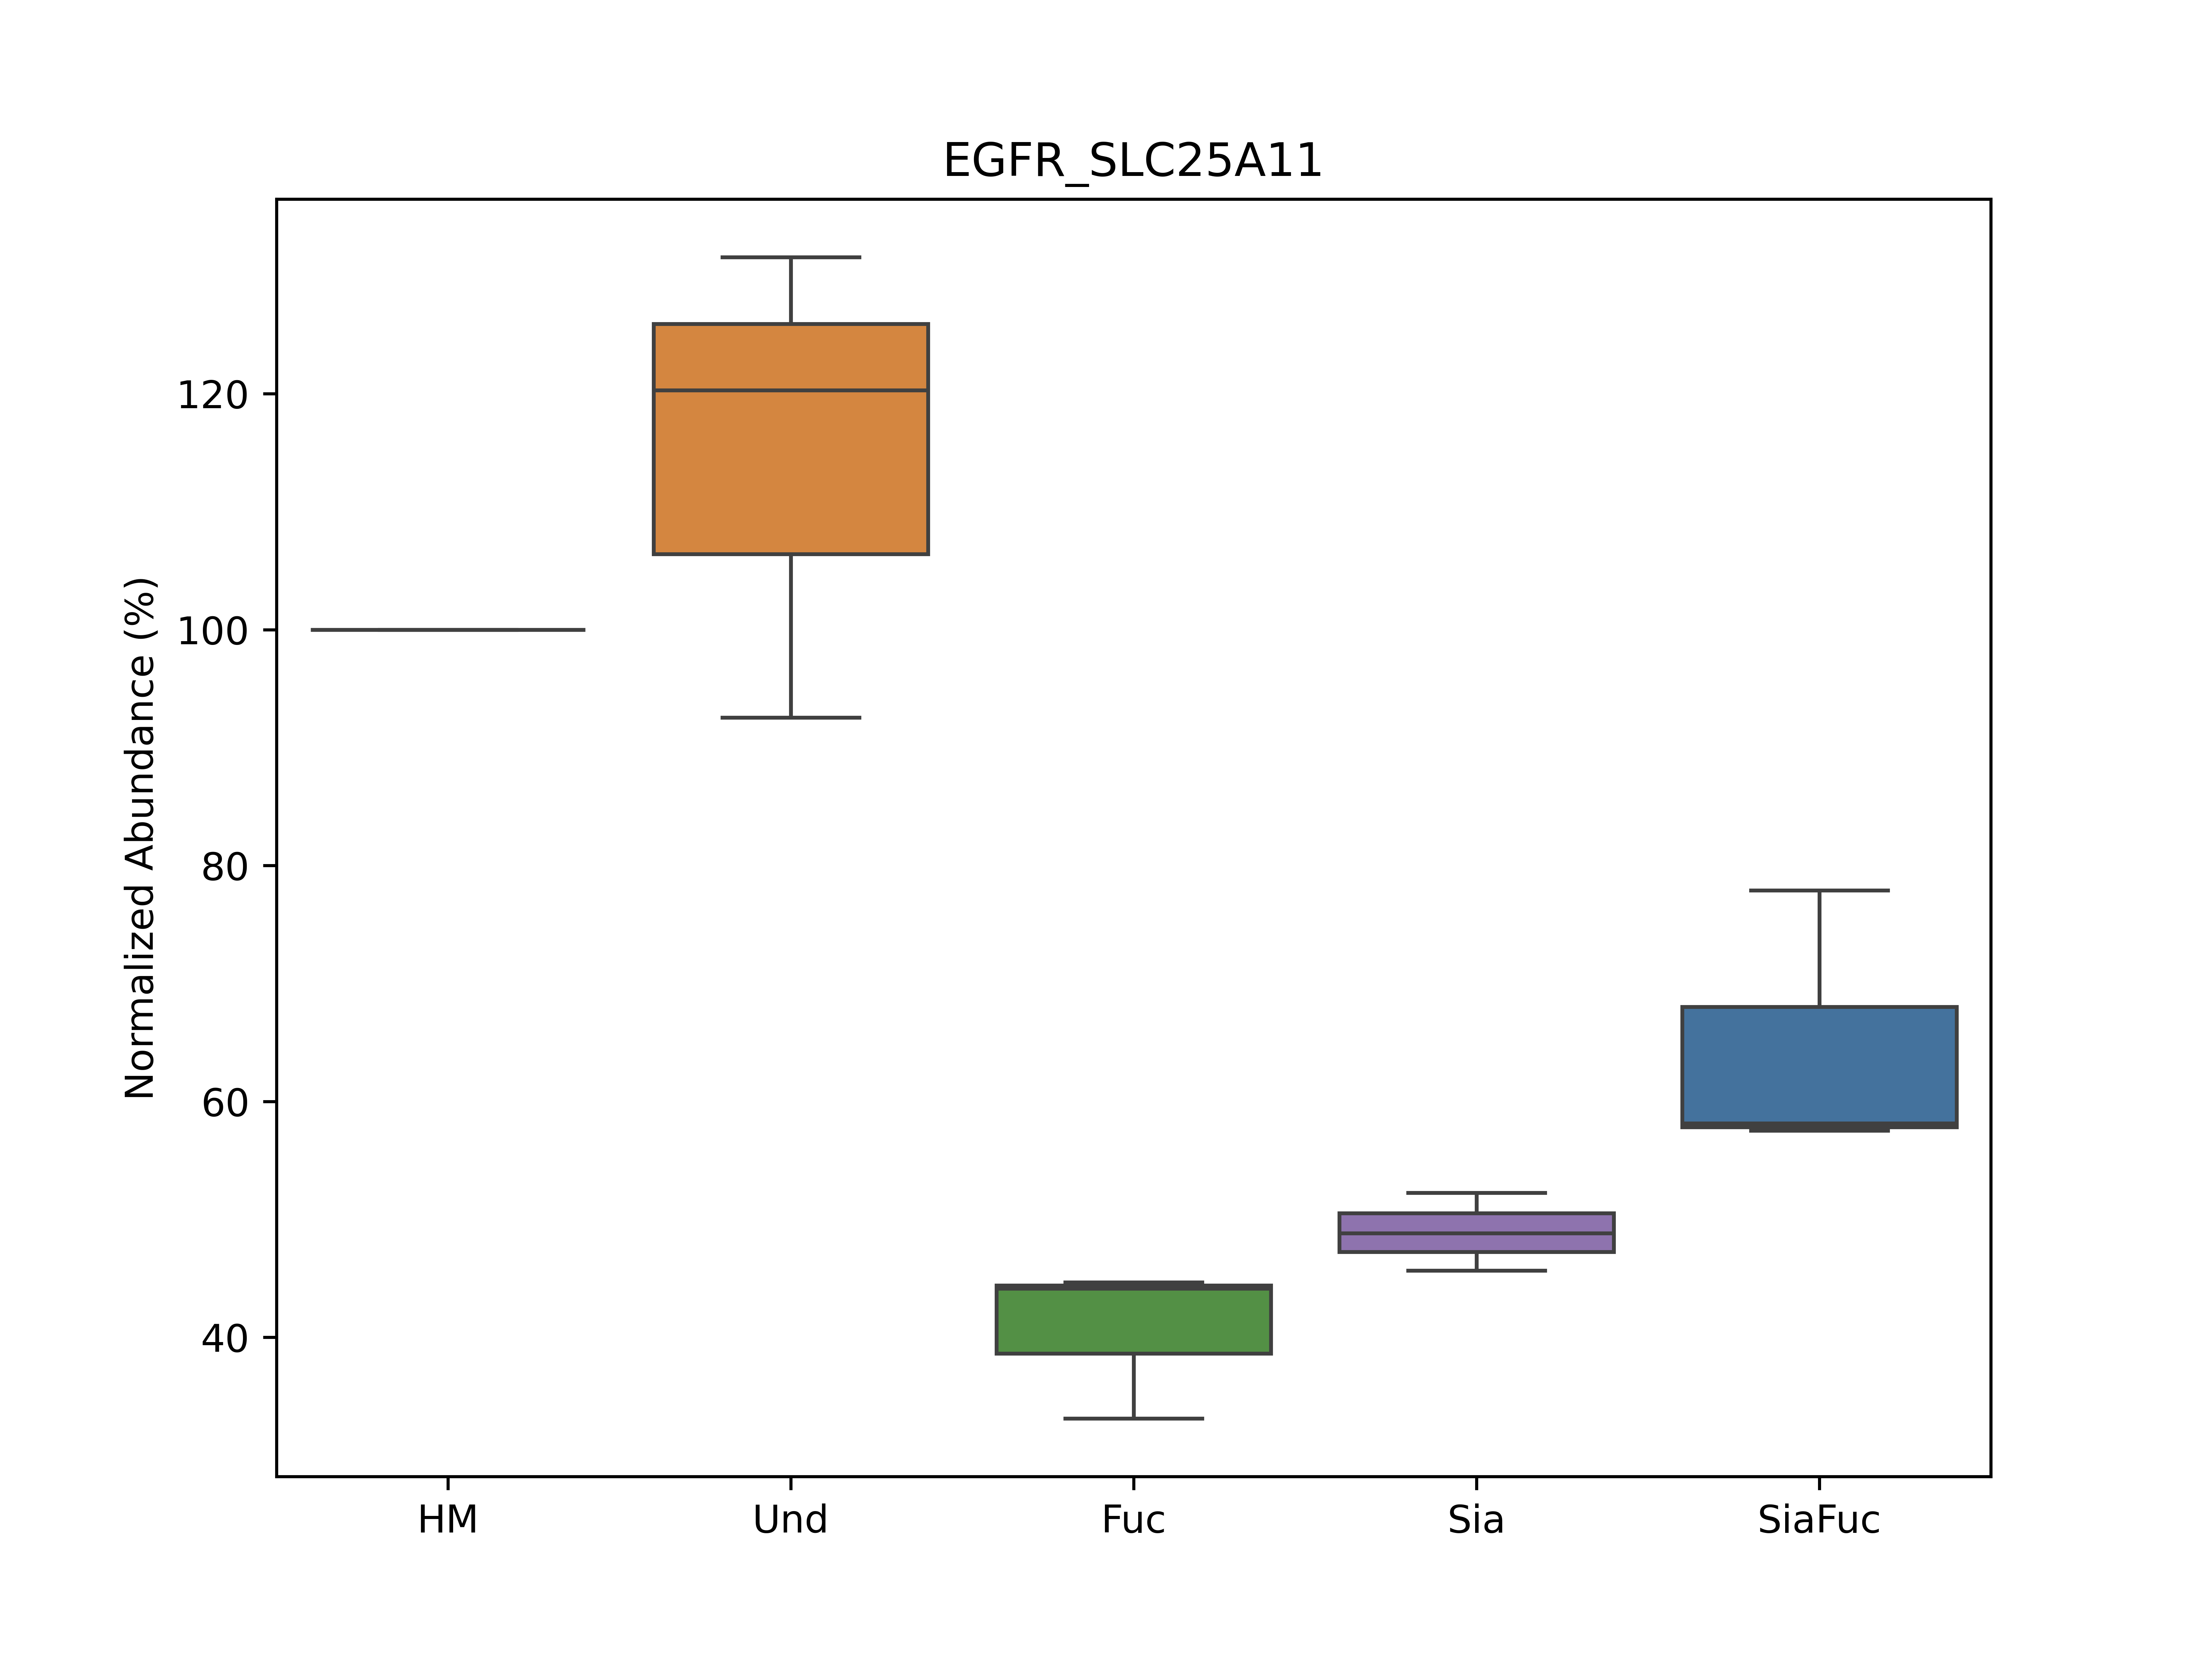 EGFR_SLC25A11
Normalized Abundance (%)
120
100
80
60
40
HM Und Fuc Sia SiaFuc